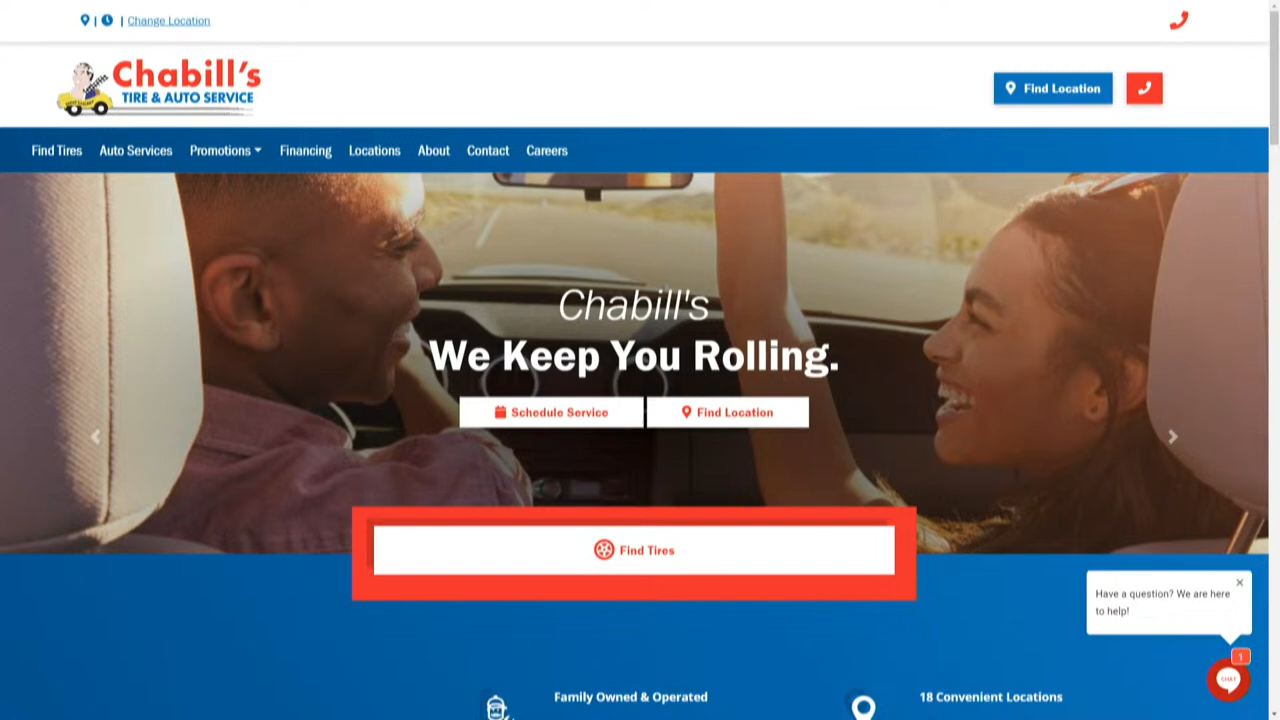 | | Change Location
Chabill's
TIRE & AUTO SERVICE
Find Location
Find Tires Auto Services Promotions Financing Locations About Contact Careers
Chabill's
We Keep You Rolling.
Schedule Service Find Location
Find Tires
Have a question? We are here
to help!
1
CHAT
Family Owned & Operated 18 Convenient Locations